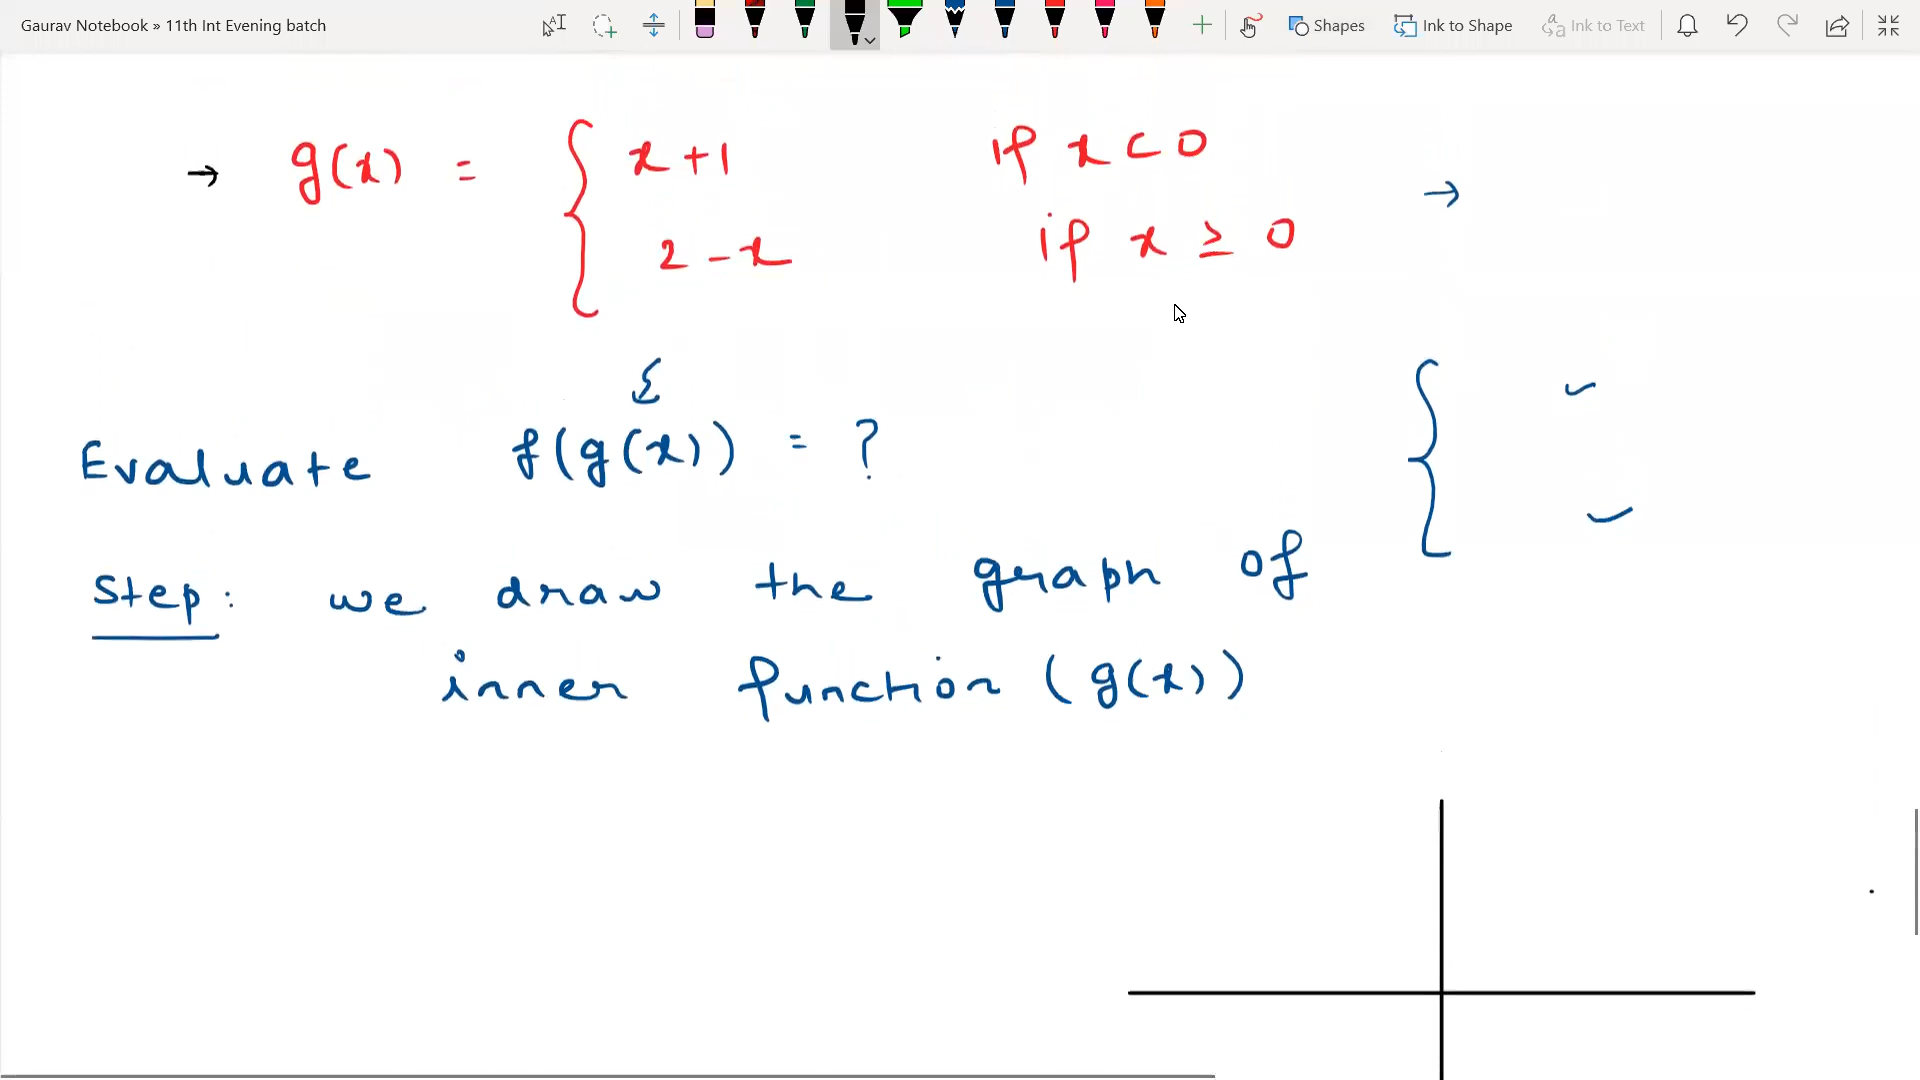 Gaurav Notebook » 11th Int Evening batch
Shapes
Ink to Shape
Ink to Text
→ g(x) = { x+1 if x < 0 →
2-x if x ≥ 0
Evaluate f(g(x)) = ?
Step: we draw the graph of
inner function (g(x))